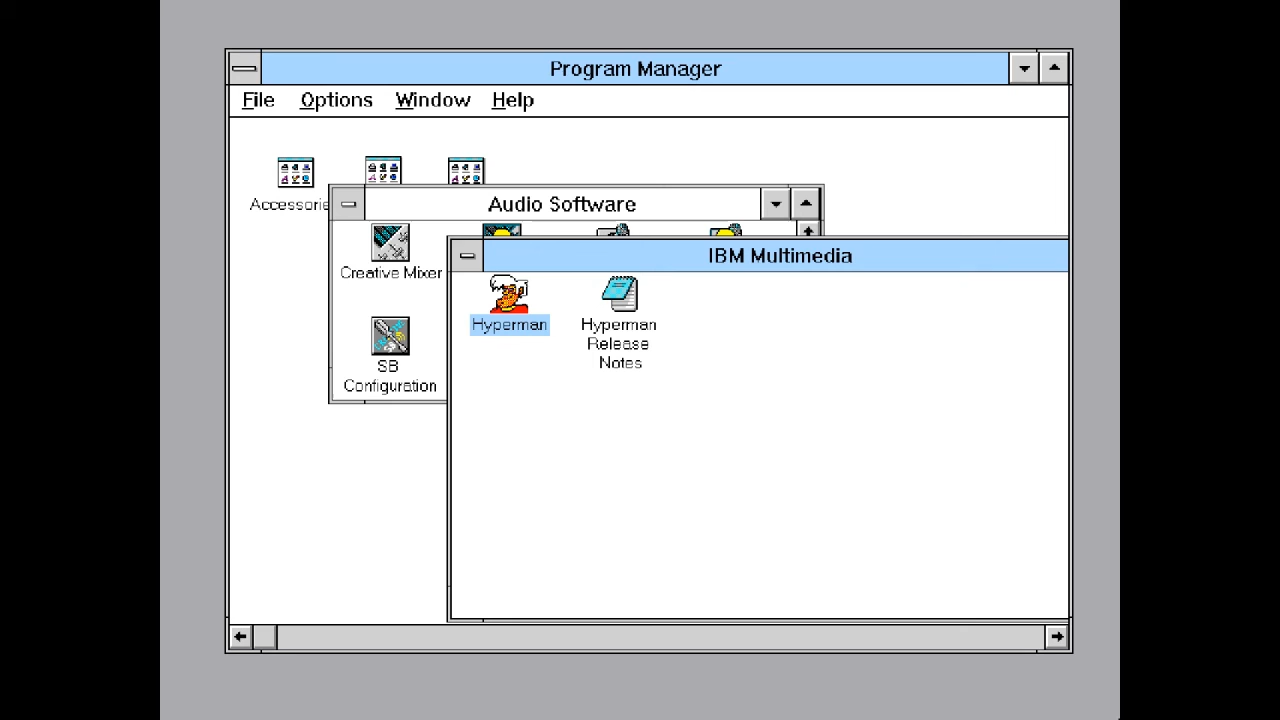 Program Manager
File Options Window Help
Accessorie
Audio Software
Creative Mixer
SB
Configuration
IBM Multimedia
Hyperman
Hyperman
Release
Notes